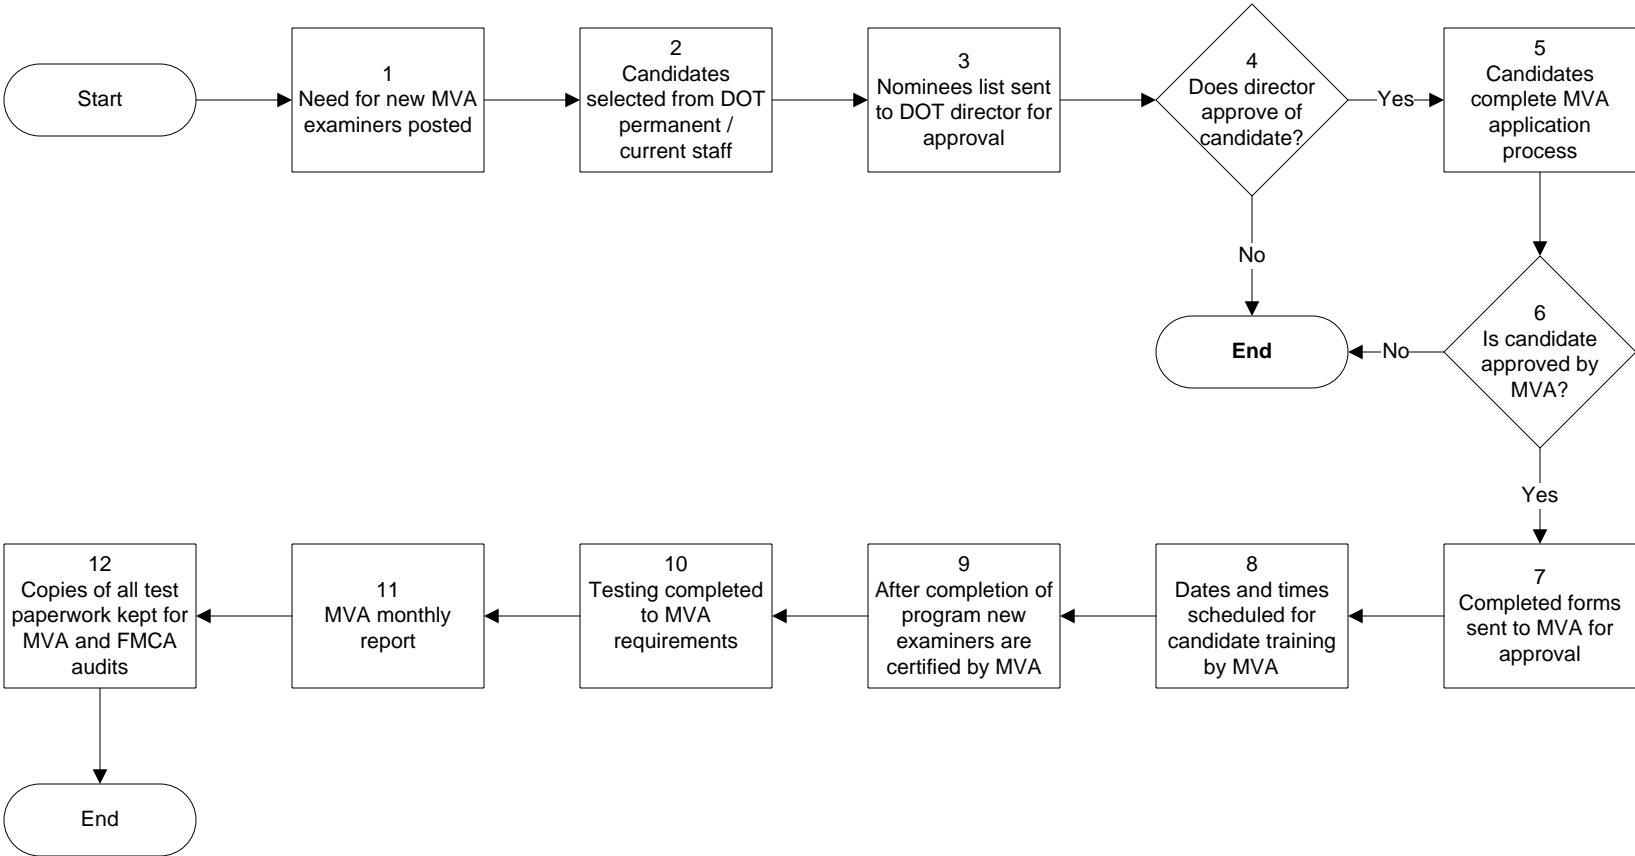 Start
1
Need for new MVA
examiners posted
2
Candidates
selected from DOT
permanent /
current staff
3
Nominees list sent
to DOT director for
approval
4
Does director
approve of
candidate?
Yes
5
Candidates
complete MVA
application
process
No
End
No
6
Is candidate
approved by
MVA?
Yes
7
Completed forms
sent to MVA for
approval
8
Dates and times
scheduled for
candidate training
by MVA
9
After completion of
program new
examiners are
certified by MVA
10
Testing completed
to MVA
requirements
11
MVA monthly
report
12
Copies of all test
paperwork kept for
MVA and FMCA
audits
End